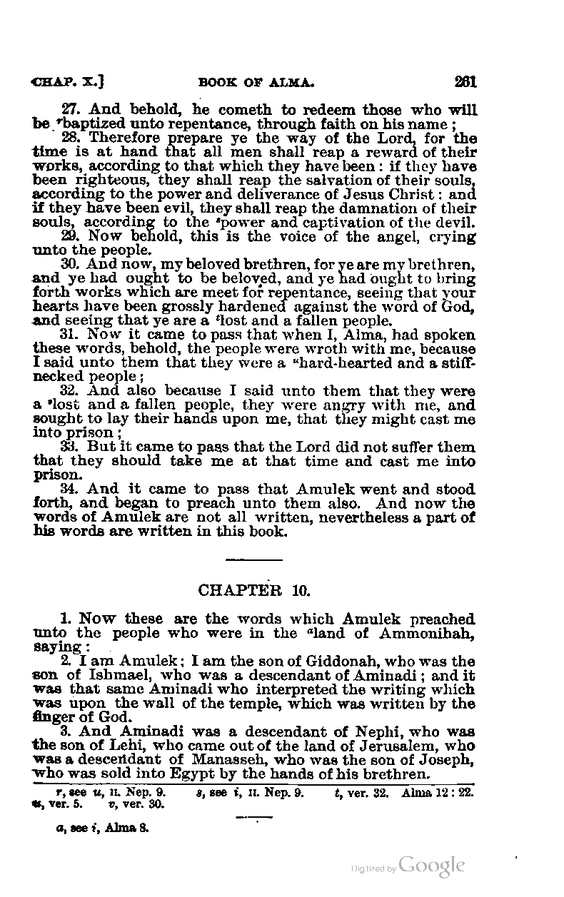 CHAP. X.] BOOK OF ALMA. 261
27. And behold, he cometh to redeem those who will
be ʳbaptized unto repentance, through faith on his name;
28. Therefore prepare ye the way of the Lord, for the
time is at hand that all men shall reap a reward of their
works, according to that which they have been: if they have
been righteous, they shall reap the salvation of their souls,
according to the power and deliverance of Jesus Christ: and
if they have been evil, they shall reap the damnation of their
souls, according to the ˢpower and captivation of the devil.
29. Now behold, this is the voice of the angel, crying
unto the people.
30. And now, my beloved brethren, for ye are my brethren,
and ye had ought to be beloved, and ye had ought to bring
forth works which are meet for repentance, seeing that your
hearts have been grossly hardened against the word of God,
and seeing that ye are a ᵗlost and a fallen people.
31. Now it came to pass that when I, Alma, had spoken
these words, behold, the people were wroth with me, because
I said unto them that they were a ᵘhard-hearted and a stiff-
necked people;
32. And also because I said unto them that they were
a ᵛlost and a fallen people, they were angry with me, and
sought to lay their hands upon me, that they might cast me
into prison;
33. But it came to pass that the Lord did not suffer them
that they should take me at that time and cast me into
prison.
34. And it came to pass that Amulek went and stood
forth, and began to preach unto them also. And now the
words of Amulek are not all written, nevertheless a part of
his words are written in this book.
CHAPTER 10.
1. Now these are the words which Amulek preached
unto the people who were in the ᵃland of Ammonihah,
saying:
2. I am Amulek; I am the son of Giddonah, who was the
son of Ishmael, who was a descendant of Aminadi; and it
was that same Aminadi who interpreted the writing which
was upon the wall of the temple, which was written by the
finger of God.
3. And Aminadi was a descendant of Nephi, who was
the son of Lehi, who came out of the land of Jerusalem, who
was a descendant of Manasseh, who was the son of Joseph,
who was sold into Egypt by the hands of his brethren.
r, see u, II. Nep. 9. s, see i, II. Nep. 9. t, ver. 32. Alma 12: 22.
u, ver. 5. v, ver. 30.
a, see i, Alma 8.
Digitized by Google